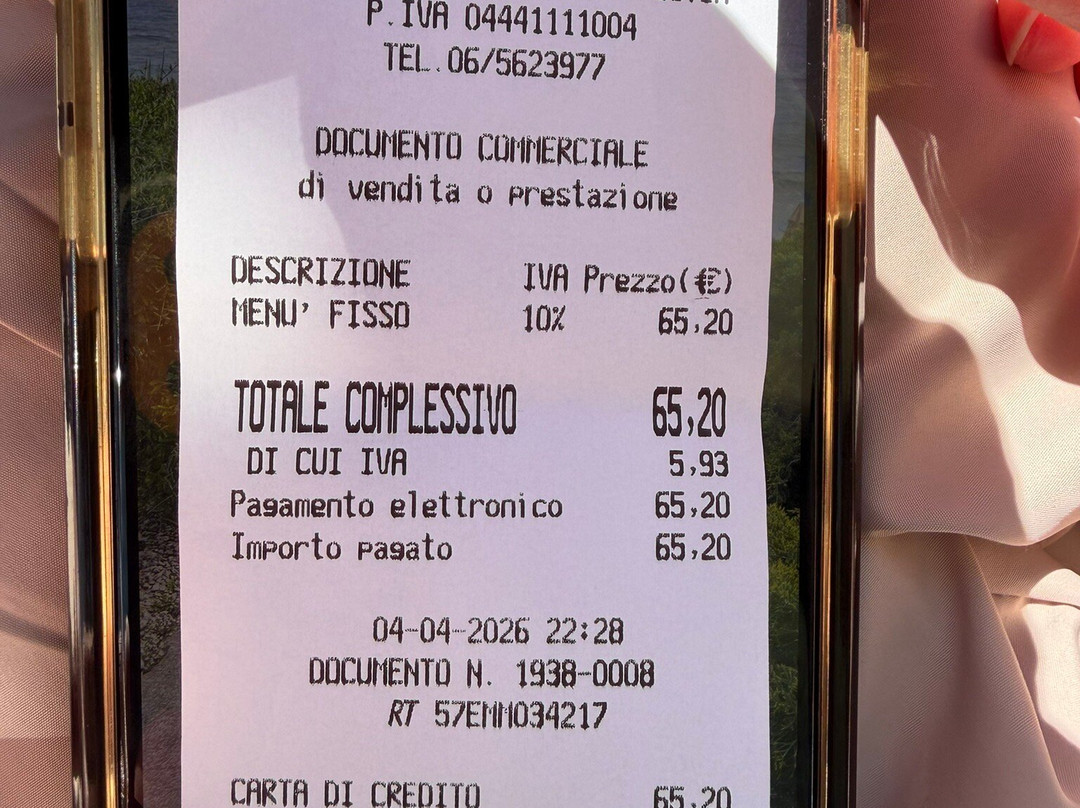 P.IVA 04441111004
TEL.06/5623977
DOCUMENTO COMMERCIALE
di vendita o prestazione
DESCRIZIONE IVA Prezzo(€)
MENU' FISSO 10% 65,20
TOTALE COMPLESSIVO 65,20
DI CUI IVA 5,93
Pagamento elettronico 65,20
Importo pagato 65,20
04-04-2026 22:28
DOCUMENTO N. 1938-0008
RT 57EMM034217
CARTA DI CREDITO 65,20